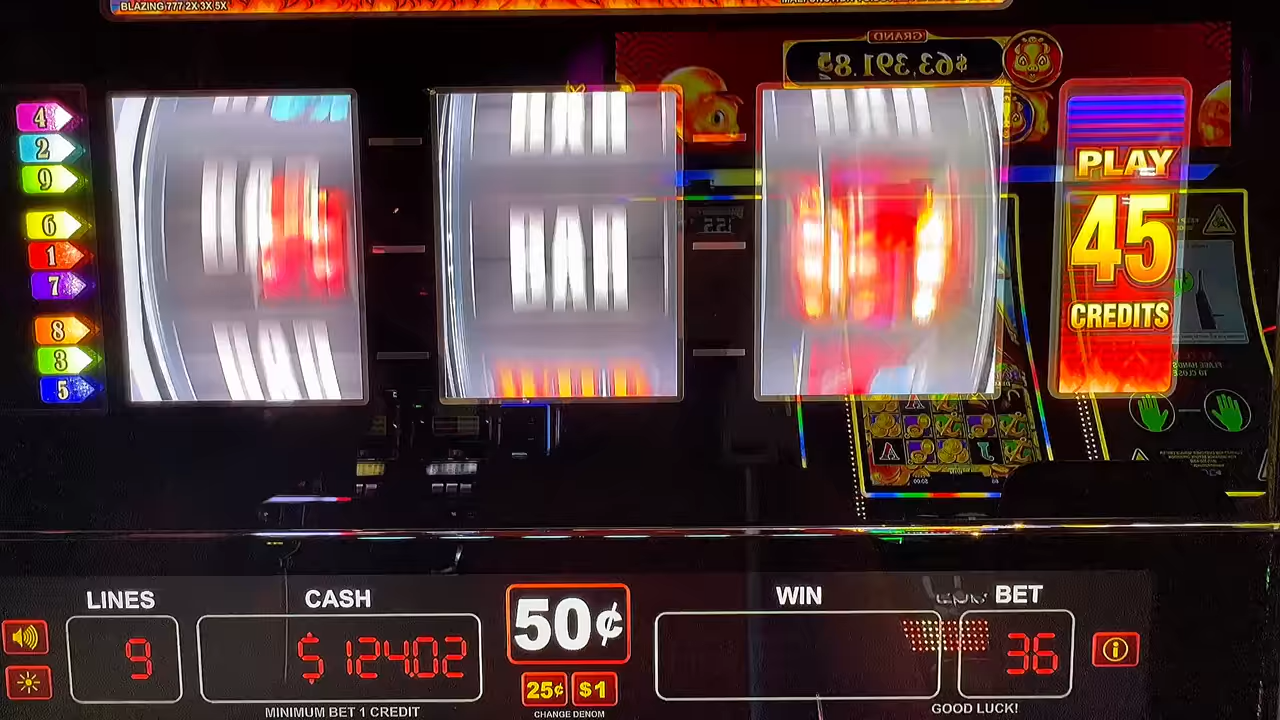 BLAZING 777 2X 3X 5X
GRAND
$63,391.85
4
2
9
6
1
7
8
3
5
PLAY
45
CREDITS
LINES
CASH
50¢
WIN
BET
9
$124.02
36
25¢
$1
MINIMUM BET 1 CREDIT
CHANGE DENOM
GOOD LUCK!